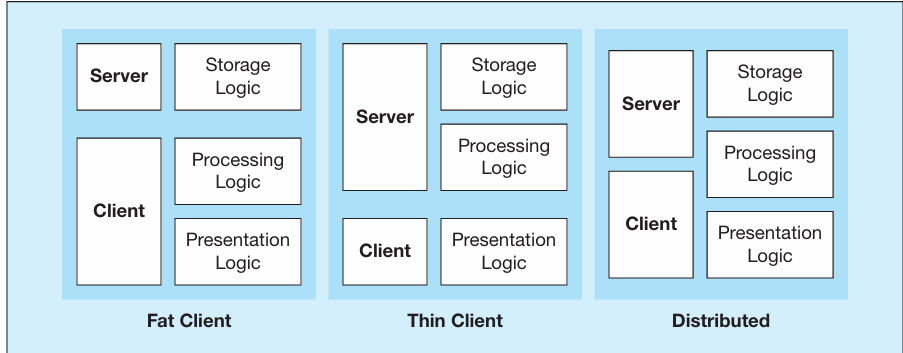 Server
Storage
Logic
Client
Processing
Logic
Presentation
Logic
Fat Client
Server
Storage
Logic
Processing
Logic
Client
Presentation
Logic
Thin Client
Server
Storage
Logic
Processing
Logic
Client
Presentation
Logic
Distributed